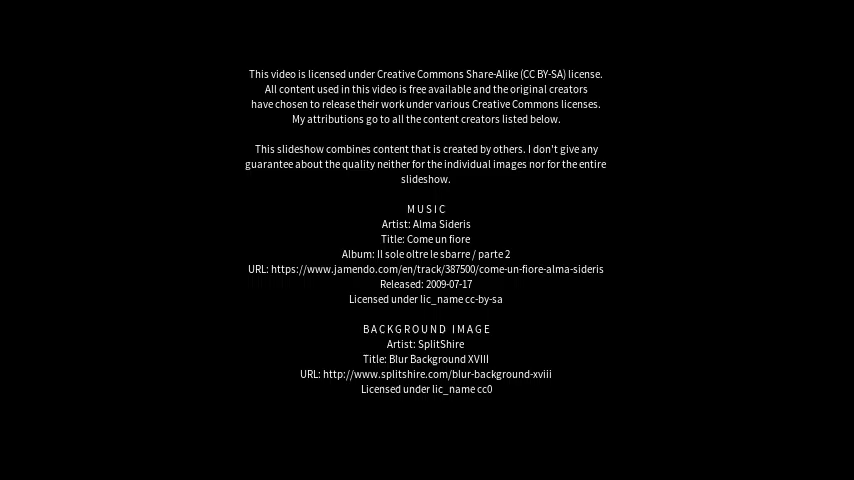 This video is licensed under Creative Commons Share-Alike (CC BY-SA) license.
All content used in this video is free available and the original creators
have chosen to release their work under various Creative Commons licenses.
My attributions go to all the content creators listed below.
This slideshow combines content that is created by others. I don't give any
guarantee about the quality neither for the individual images nor for the entire
slideshow.
MUSIC
Artist: Alma Sideris
Title: Come un fiore
Album: Il sole oltre le sbarre / parte 2
URL: https://www.jamendo.com/en/track/387500/come-un-fiore-alma-sideris
Released: 2009-07-17
Licensed under lic_name cc-by-sa
BACKGROUND IMAGE
Artist: SplitShire
Title: Blur Background XVIII
URL: http://www.splitshire.com/blur-background-xviii
Licensed under lic_name cc0